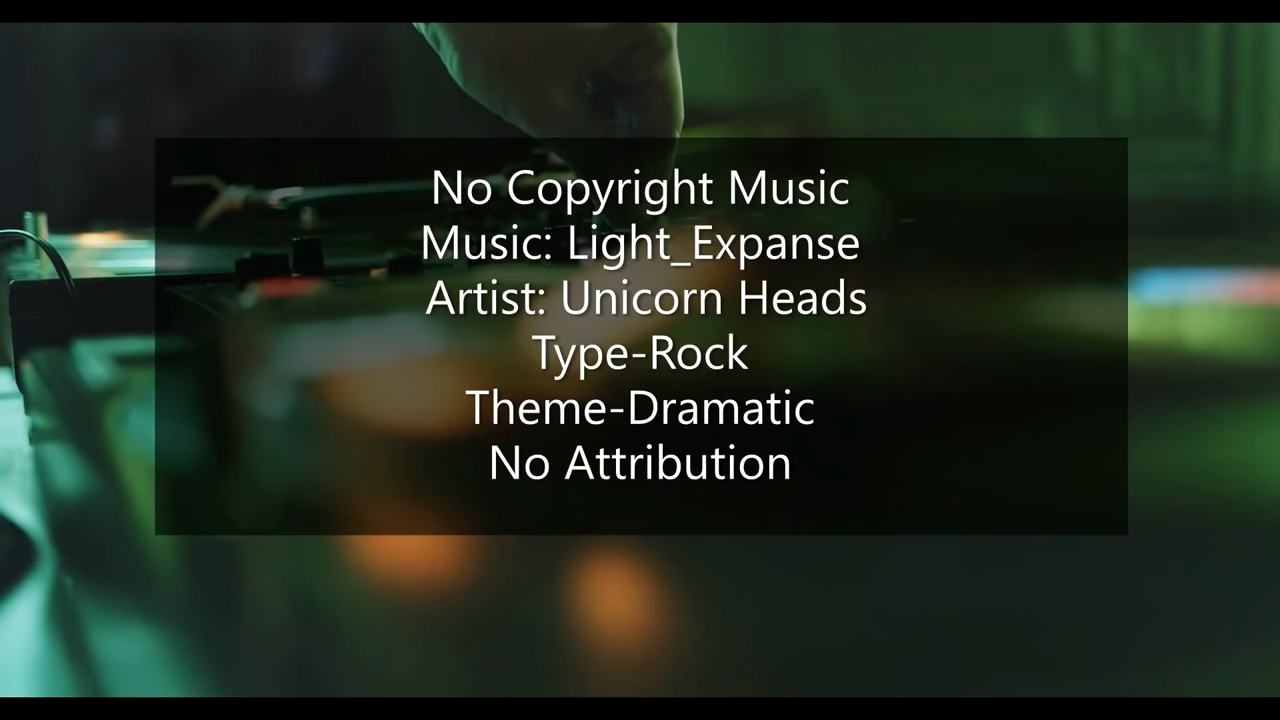 No Copyright Music
Music: Light_Expanse
Artist: Unicorn Heads
Type-Rock
Theme-Dramatic
No Attribution